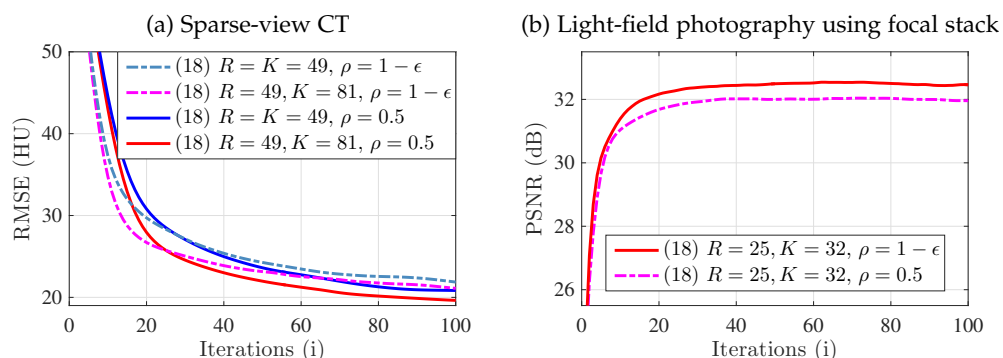 (a) Sparse-view CT
50
40
30
20
0
20
40
60
80
100
RMSE (HU)
Iterations (i)
(18) R = K = 49, ρ = 1 − ϵ
(18) R = 49, K = 81, ρ = 1 − ϵ
(18) R = K = 49, ρ = 0.5
(18) R = 49, K = 81, ρ = 0.5
(b) Light-field photography using focal stack
32
30
28
26
0
20
40
60
80
100
PSNR (dB)
Iterations (i)
(18) R = 25, K = 32, ρ = 1 − ϵ
(18) R = 25, K = 32, ρ = 0.5